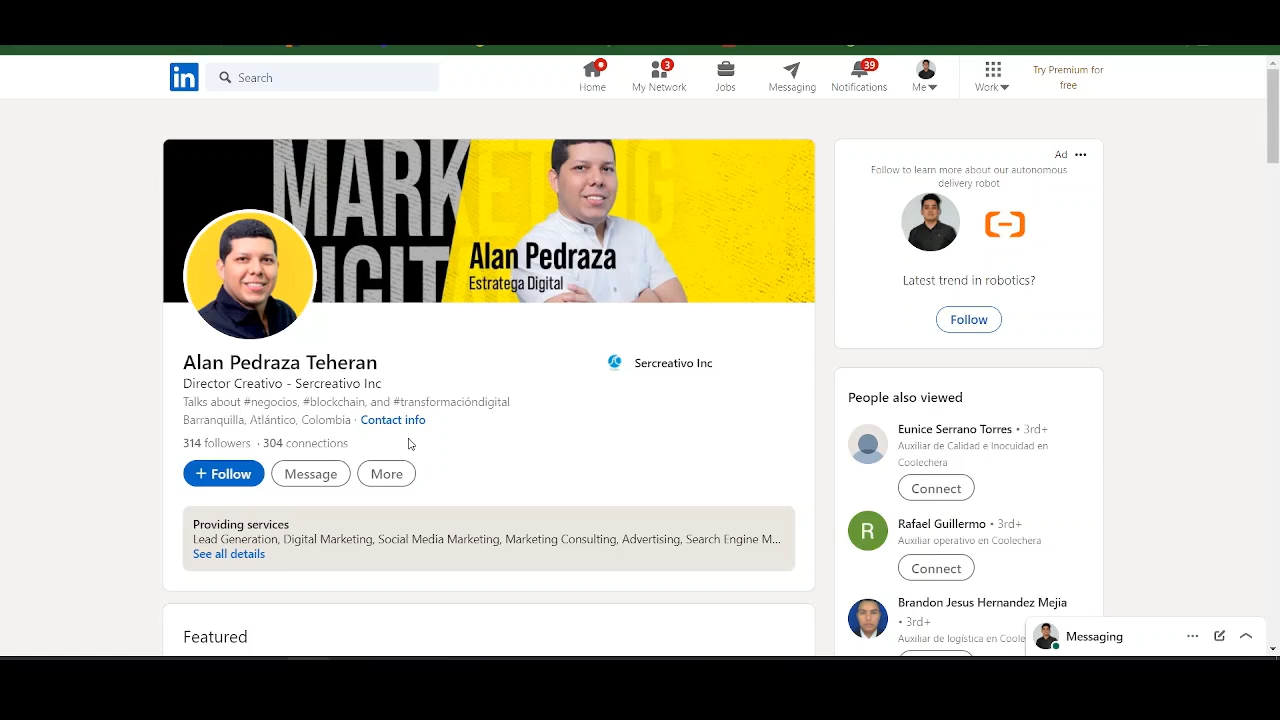 in
Search
Home
My Network
3
Jobs
Messaging
Notifications
39
Me
Work
Try Premium for
free
MARKETING
DIGIT
Alan Pedraza
Estratega Digital
Alan Pedraza Teheran
Director Creativo - Sercreativo Inc
Talks about #negocios, #blockchain, and #transformacióndigital
Barranquilla, Atlántico, Colombia · Contact info
314 followers · 304 connections
Sercreativo Inc
+ Follow
Message
More
Providing services
Lead Generation, Digital Marketing, Social Media Marketing, Marketing Consulting, Advertising, Search Engine M...
See all details
Featured
Ad
Follow to learn more about our autonomous
delivery robot
Latest trend in robotics?
Follow
People also viewed
Eunice Serrano Torres • 3rd+
Auxiliar de Calidad e Inocuidad en
Coolechera
Connect
R
Rafael Guillermo • 3rd+
Auxiliar operativo en Coolechera
Connect
Brandon Jesus Hernandez Mejia
• 3rd+
Auxiliar de logística en Coole
Messaging